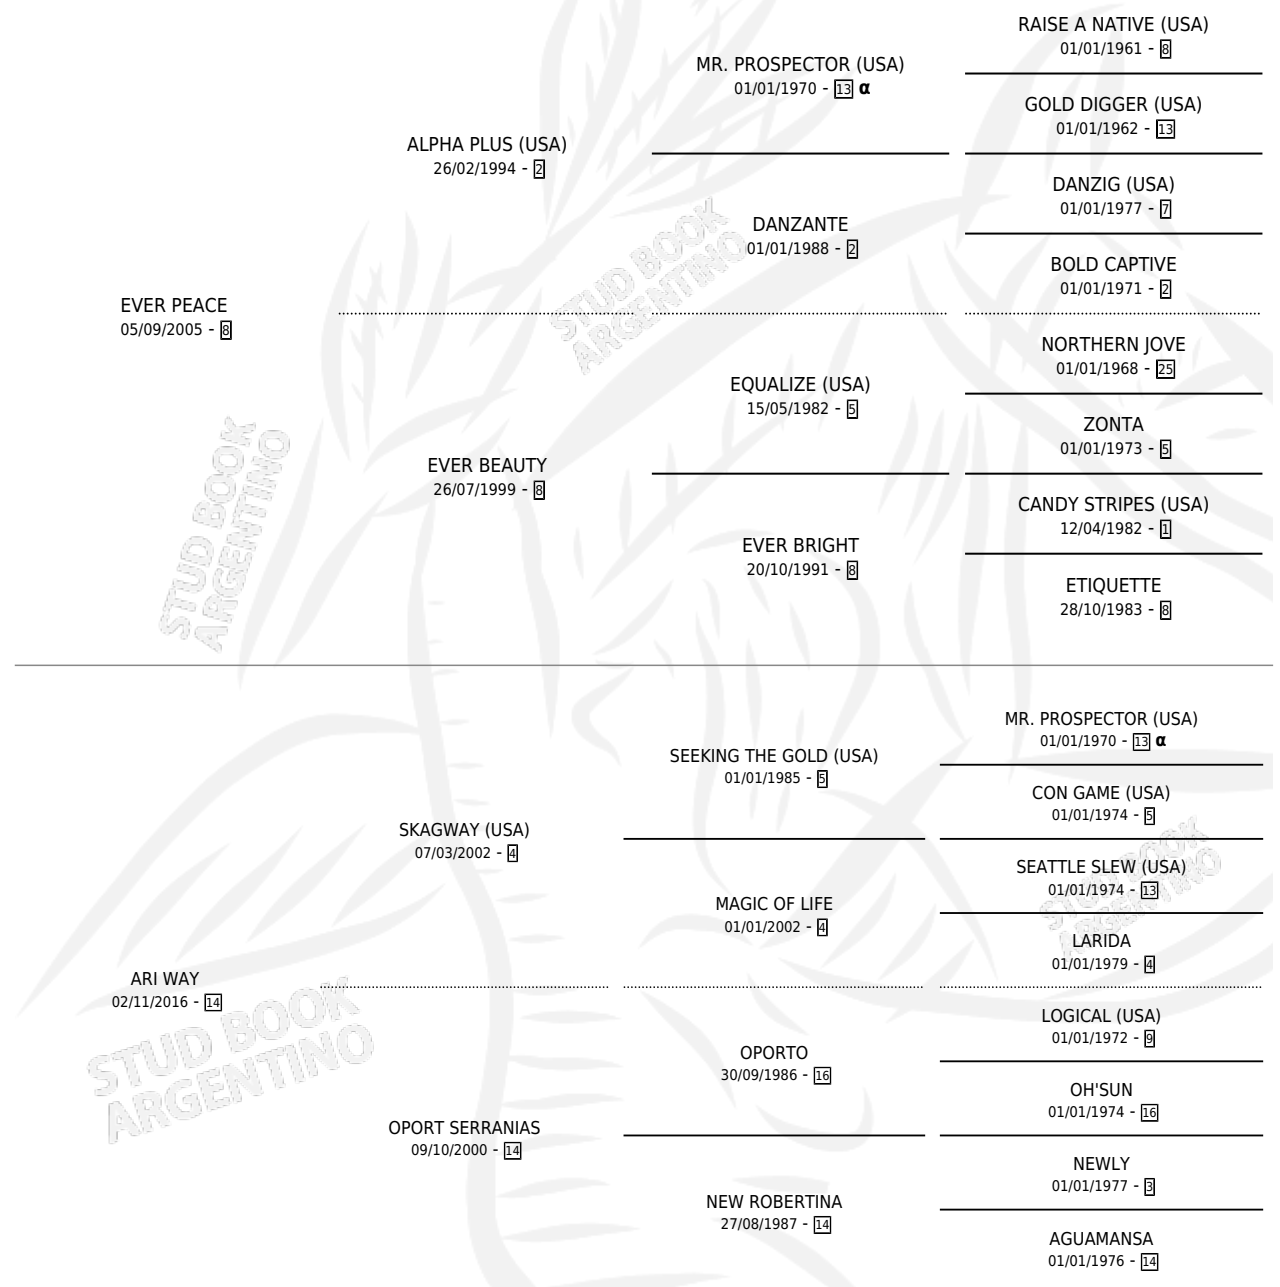 RAISE A NATIVE (USA)
01/01/1961 - 8
MR. PROSPECTOR (USA)
01/01/1970 - 13 α
GOLD DIGGER (USA)
01/01/1962 - 13
ALPHA PLUS (USA)
26/02/1994 - 2
DANZIG (USA)
01/01/1977 - 7
DANZANTE
01/01/1988 - 2
BOLD CAPTIVE
01/01/1971 - 2
EVER PEACE
05/09/2005 - 8
STUD BOOK
ARGENTINO
NORTHERN JOVE
01/01/1968 - 25
EQUALIZE (USA)
15/05/1982 - 5
ZONTA
01/01/1973 - 5
EVER BEAUTY
26/07/1999 - 8
STUD BOOK
ARGENTINO
CANDY STRIPES (USA)
12/04/1982 - 1
EVER BRIGHT
20/10/1991 - 8
ETIQUETTE
28/10/1983 - 8
MR. PROSPECTOR (USA)
01/01/1970 - 13 α
SEEKING THE GOLD (USA)
01/01/1985 - 5
CON GAME (USA)
01/01/1974 - 5
SKAGWAY (USA)
07/03/2002 - 4
SEATTLE SLEW (USA)
01/01/1974 - 13
STUD BOOK
ARGENTINO
MAGIC OF LIFE
01/01/2002 - 4
LARIDA
01/01/1979 - 4
ARI WAY
02/11/2016 - 14
STUD BOOK
ARGENTINO
LOGICAL (USA)
01/01/1972 - 9
OPORTO
30/09/1986 - 16
OH'SUN
01/01/1974 - 16
OPORT SERRANIAS
09/10/2000 - 14
NEWLY
01/01/1977 - 3
NEW ROBERTINA
27/08/1987 - 14
AGUAMANSA
01/01/1976 - 14